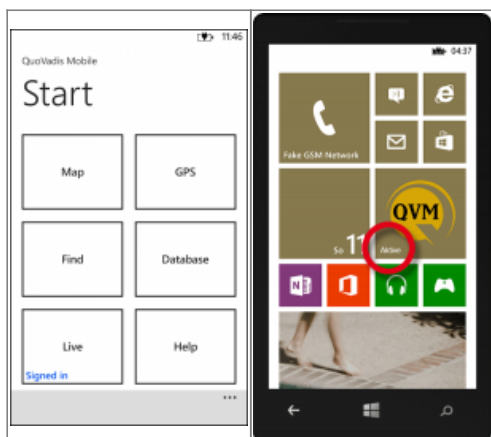 11:46
QuoVadis Mobile
Start
Map
GPS
Find
Database
Live
Signed in
Help
...
04:37
Fake GSM Network
So 11
QVM
Aktive
N